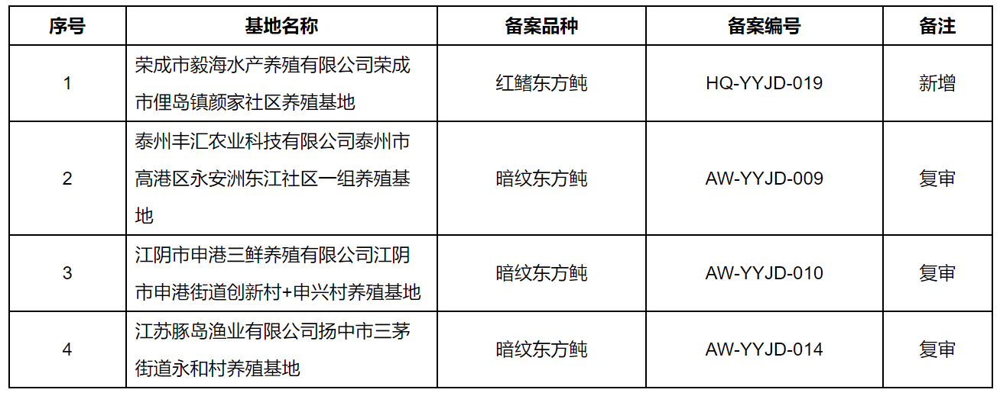 序号 基地名称 备案品种 备案编号 备注
荣成市毅海水产养殖有限公司荣成
1 红鳍东方鲀 HQ-YYJD-019 新增
市俚岛镇颜家社区养殖基地
泰州丰汇农业科技有限公司泰州市
2 高港区永安洲东江社区一组养殖基 暗纹东方鲀 AW-YYJD-009 复审
地
江阴市申港三鲜养殖有限公司江阴
3 暗纹东方鲀 AW-YYJD-010 复审
市申港街道创新村+申兴村养殖基地
江苏豚岛渔业有限公司扬中市三茅
4 暗纹东方鲀 AW-YYJD-014 复审
街道永和村养殖基地